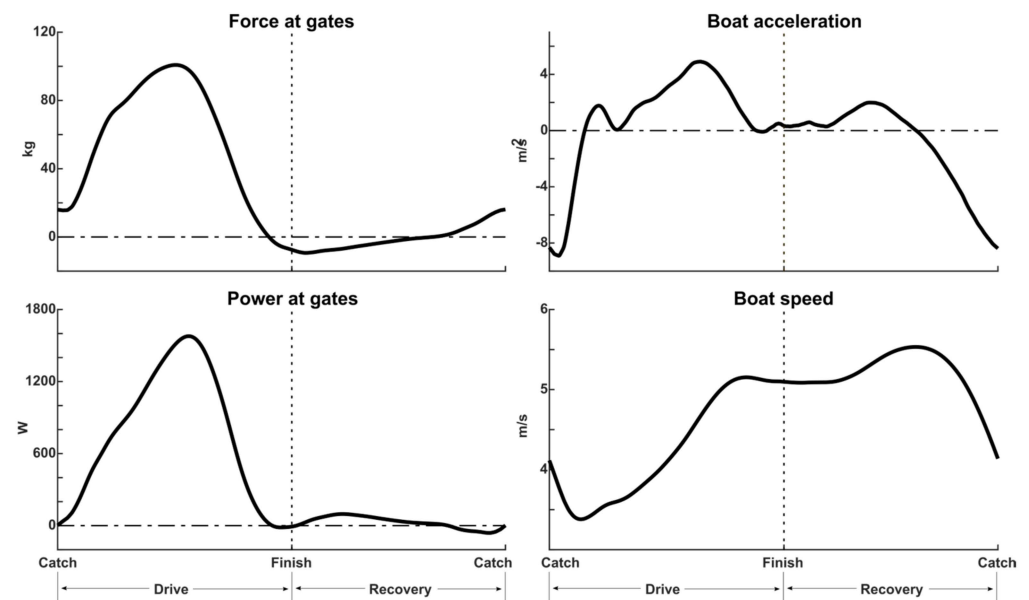 Force at gates
120
80
40
0
kg
Boat acceleration
4
0
-4
-8
m/s2
Power at gates
1800
1200
600
0
W
Catch
Finish
Catch
Drive
Recovery
Boat speed
6
5
4
m/s
Catch
Finish
Catch
Drive
Recovery